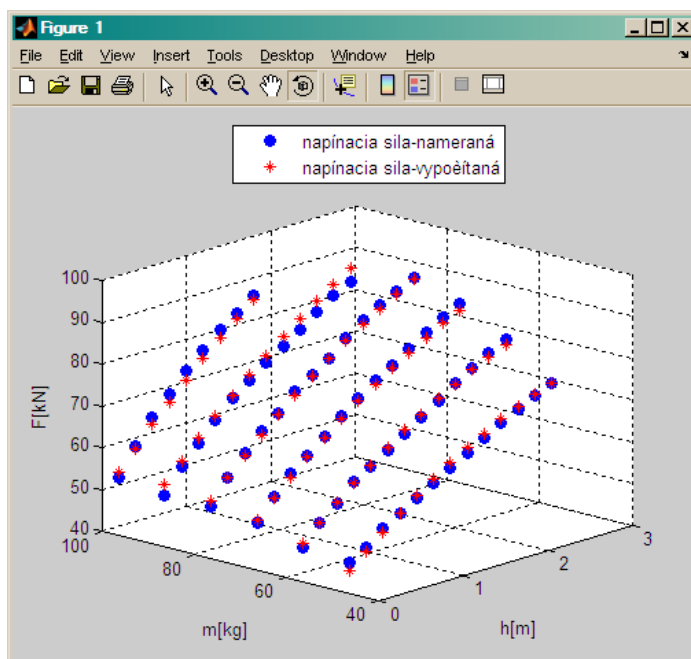 Figure 1
File Edit View Insert Tools Desktop Window Help
napínacia sila-nameraná
napínacia sila-vypoèítaná
100
90
80
70
60
50
40
F[kN]
100
80
60
40
m[kg]
0
1
2
3
h[m]